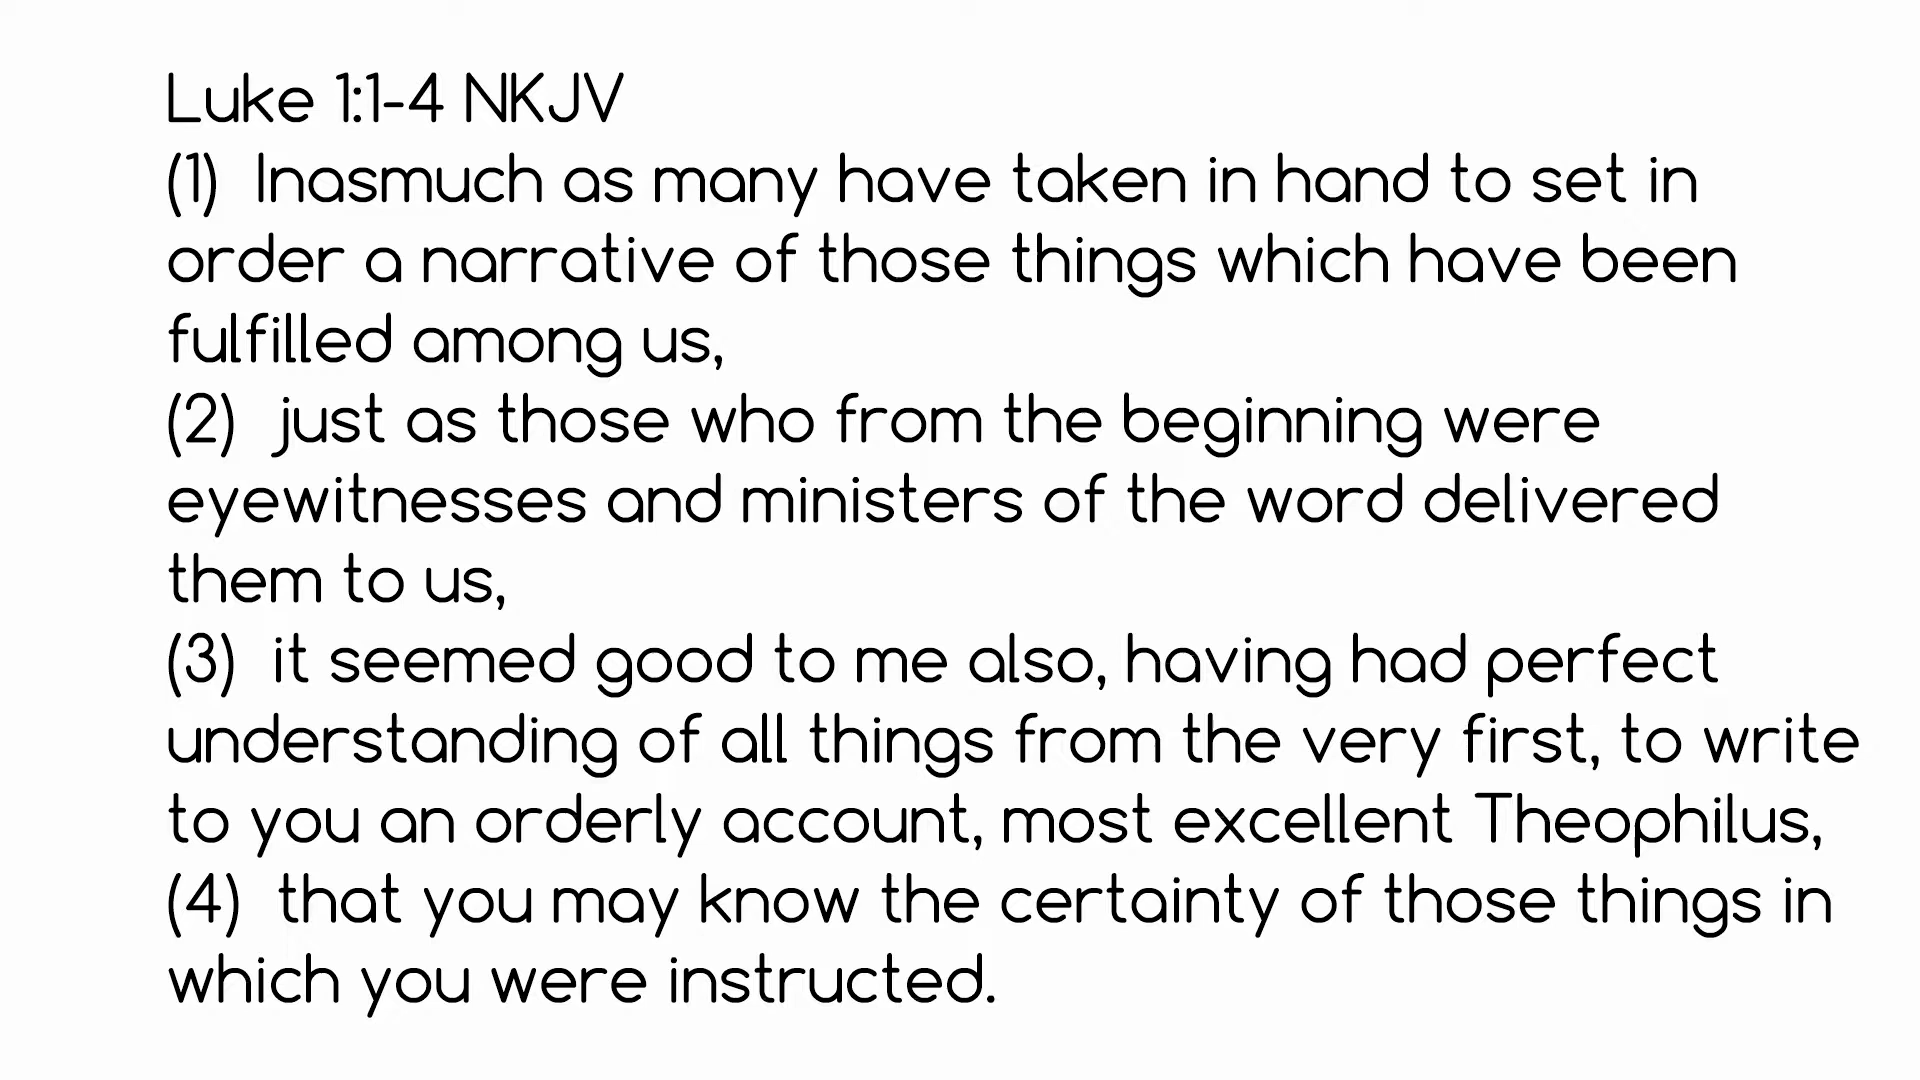 Luke 1:1-4 NKJV
(1)  Inasmuch as many have taken in hand to set in
order a narrative of those things which have been
fulfilled among us,
(2)  just as those who from the beginning were
eyewitnesses and ministers of the word delivered
them to us,
(3)  it seemed good to me also, having had perfect
understanding of all things from the very first, to write
to you an orderly account, most excellent Theophilus,
(4)  that you may know the certainty of those things in
which you were instructed.